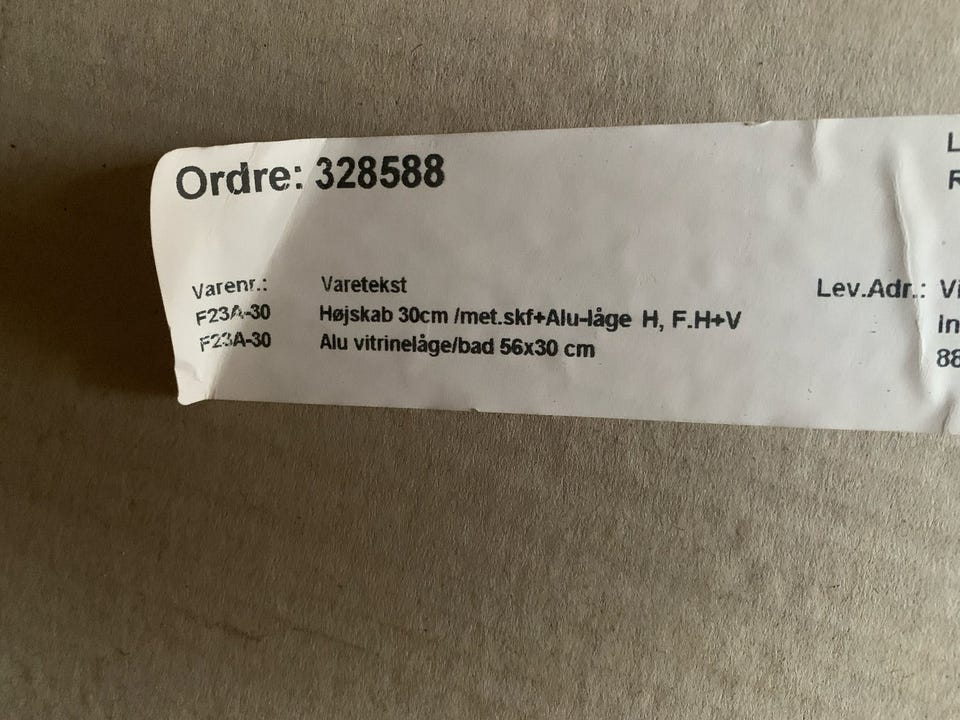 Ordre: 328588
Varenr.: Varetekst
F23A-30 Højskab 30cm /met.skf+Alu-låge H, F.H+V
F23A-30 Alu vitrinelåge/bad 56x30 cm
Lev.Adr.: